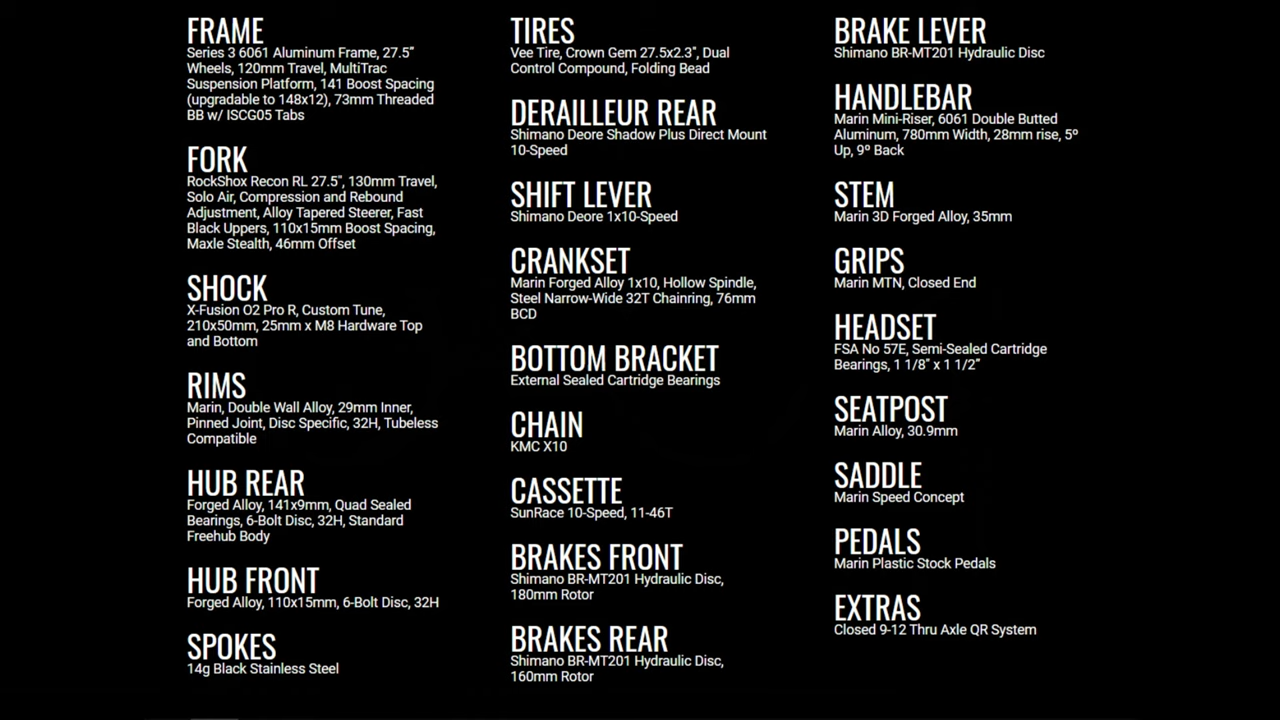 FRAME
Series 3 6061 Aluminum Frame, 27.5”
Wheels, 120mm Travel, MultiTrac
Suspension Platform, 141 Boost Spacing
(upgradable to 148x12), 73mm Threaded
BB w/ ISCG05 Tabs
FORK
RockShox Recon RL 27.5", 130mm Travel,
Solo Air, Compression and Rebound
Adjustment, Alloy Tapered Steerer, Fast
Black Uppers, 110x15mm Boost Spacing,
Maxle Stealth, 46mm Offset
SHOCK
X-Fusion O2 Pro R, Custom Tune,
210x50mm, 25mm x M8 Hardware Top
and Bottom
RIMS
Marin, Double Wall Alloy, 29mm Inner,
Pinned Joint, Disc Specific, 32H, Tubeless
Compatible
HUB REAR
Forged Alloy, 141x9mm, Quad Sealed
Bearings, 6-Bolt Disc, 32H, Standard
Freehub Body
HUB FRONT
Forged Alloy, 110x15mm, 6-Bolt Disc, 32H
SPOKES
14g Black Stainless Steel
TIRES
Vee Tire, Crown Gem 27.5x2.3", Dual
Control Compound, Folding Bead
DERAILLEUR REAR
Shimano Deore Shadow Plus Direct Mount
10-Speed
SHIFT LEVER
Shimano Deore 1x10-Speed
CRANKSET
Marin Forged Alloy 1x10, Hollow Spindle,
Steel Narrow-Wide 32T Chainring, 76mm
BCD
BOTTOM BRACKET
External Sealed Cartridge Bearings
CHAIN
KMC X10
CASSETTE
SunRace 10-Speed, 11-46T
BRAKES FRONT
Shimano BR-MT201 Hydraulic Disc,
180mm Rotor
BRAKES REAR
Shimano BR-MT201 Hydraulic Disc,
160mm Rotor
BRAKE LEVER
Shimano BR-MT201 Hydraulic Disc
HANDLEBAR
Marin Mini-Riser, 6061 Double Butted
Aluminum, 780mm Width, 28mm rise, 5º
Up, 9º Back
STEM
Marin 3D Forged Alloy, 35mm
GRIPS
Marin MTN, Closed End
HEADSET
FSA No 57E, Semi-Sealed Cartridge
Bearings, 1 1/8" x 1 1/2”
SEATPOST
Marin Alloy, 30.9mm
SADDLE
Marin Speed Concept
PEDALS
Marin Plastic Stock Pedals
EXTRAS
Closed 9-12 Thru Axle QR System